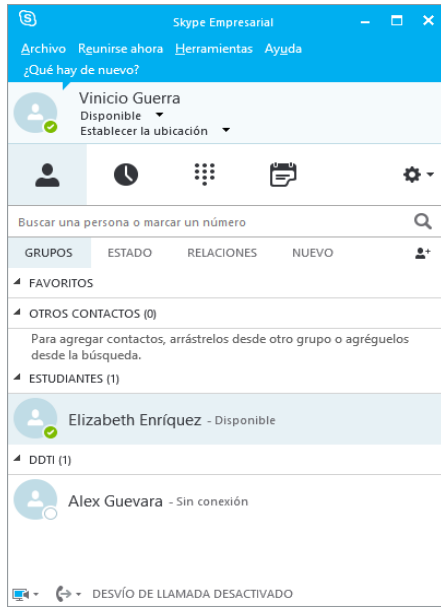 Skype Empresarial
Archivo Reunirse ahora Herramientas Ayuda
¿Qué hay de nuevo?
Vinicio Guerra
Disponible
Establecer la ubicación
Buscar una persona o marcar un número
GRUPOS ESTADO RELACIONES NUEVO
FAVORITOS
OTROS CONTACTOS (0)
Para agregar contactos, arrástrelos desde otro grupo o agréguelos
desde la búsqueda.
ESTUDIANTES (1)
Elizabeth Enríquez - Disponible
DDTI (1)
Alex Guevara - Sin conexión
DESVÍO DE LLAMADA DESACTIVADO